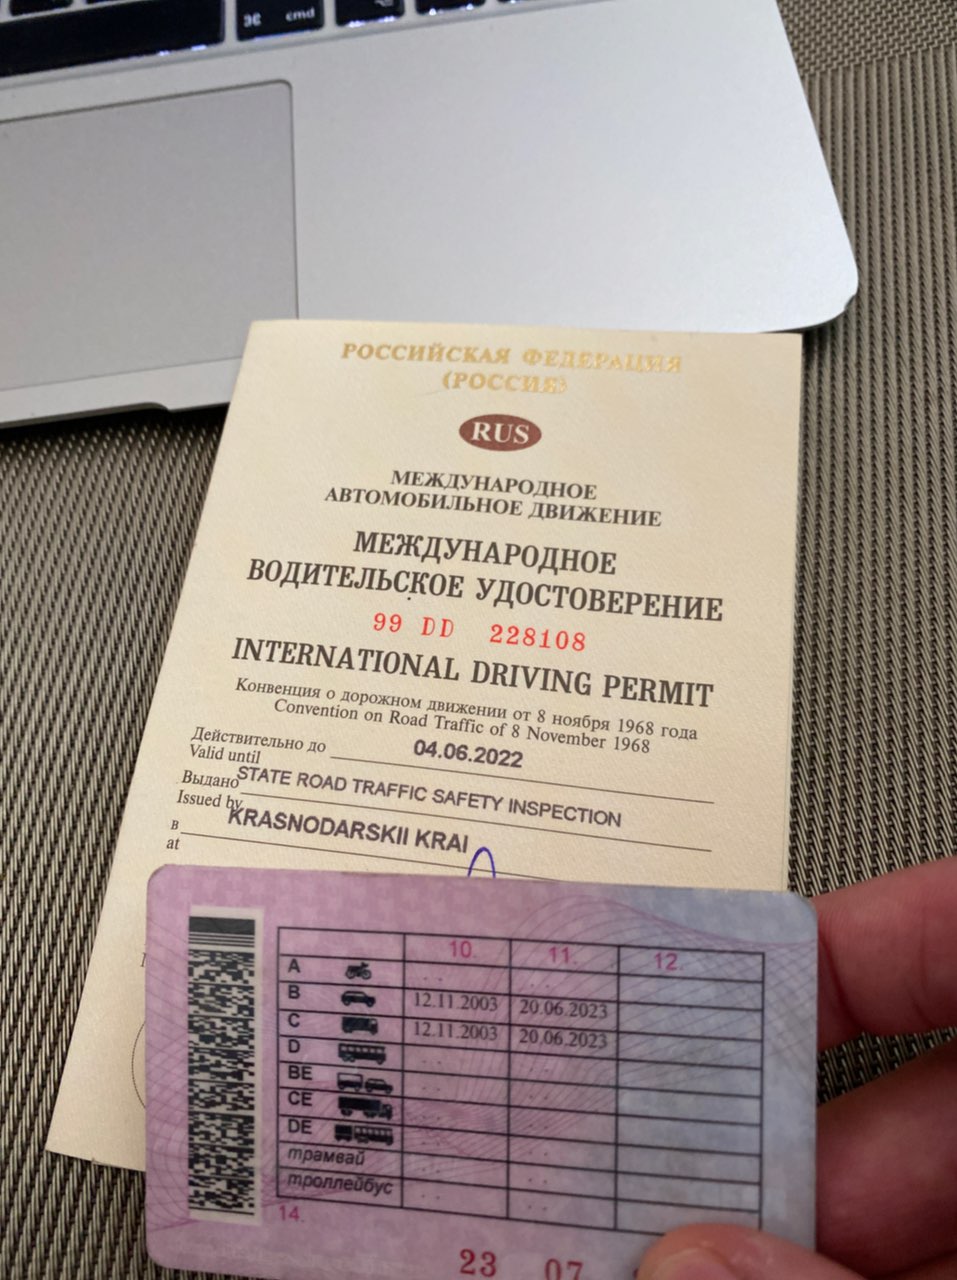 ⌘ cmd
РОССИЙСКАЯ ФЕДЕРАЦИЯ
(РОССИЯ)
RUS
МЕЖДУНАРОДНОЕ
АВТОМОБИЛЬНОЕ ДВИЖЕНИЕ
МЕЖДУНАРОДНОЕ
ВОДИТЕЛЬСКОЕ УДОСТОВЕРЕНИЕ
99 DD 228108
INTERNATIONAL DRIVING PERMIT
Конвенция о дорожном движении от 8 ноября 1968 года
Convention on Road Traffic of 8 November 1968
Действительно до 04.06.2022
Valid until
Выдано STATE ROAD TRAFFIC SAFETY INSPECTION
Issued by
в KRASNODARSKII KRAI
at
10. 11. 12.
A
B 12.11.2003 20.06.2023
C 12.11.2003 20.06.2023
D
BE
CE
DE
трамвай
троллейбус
14.
23 07